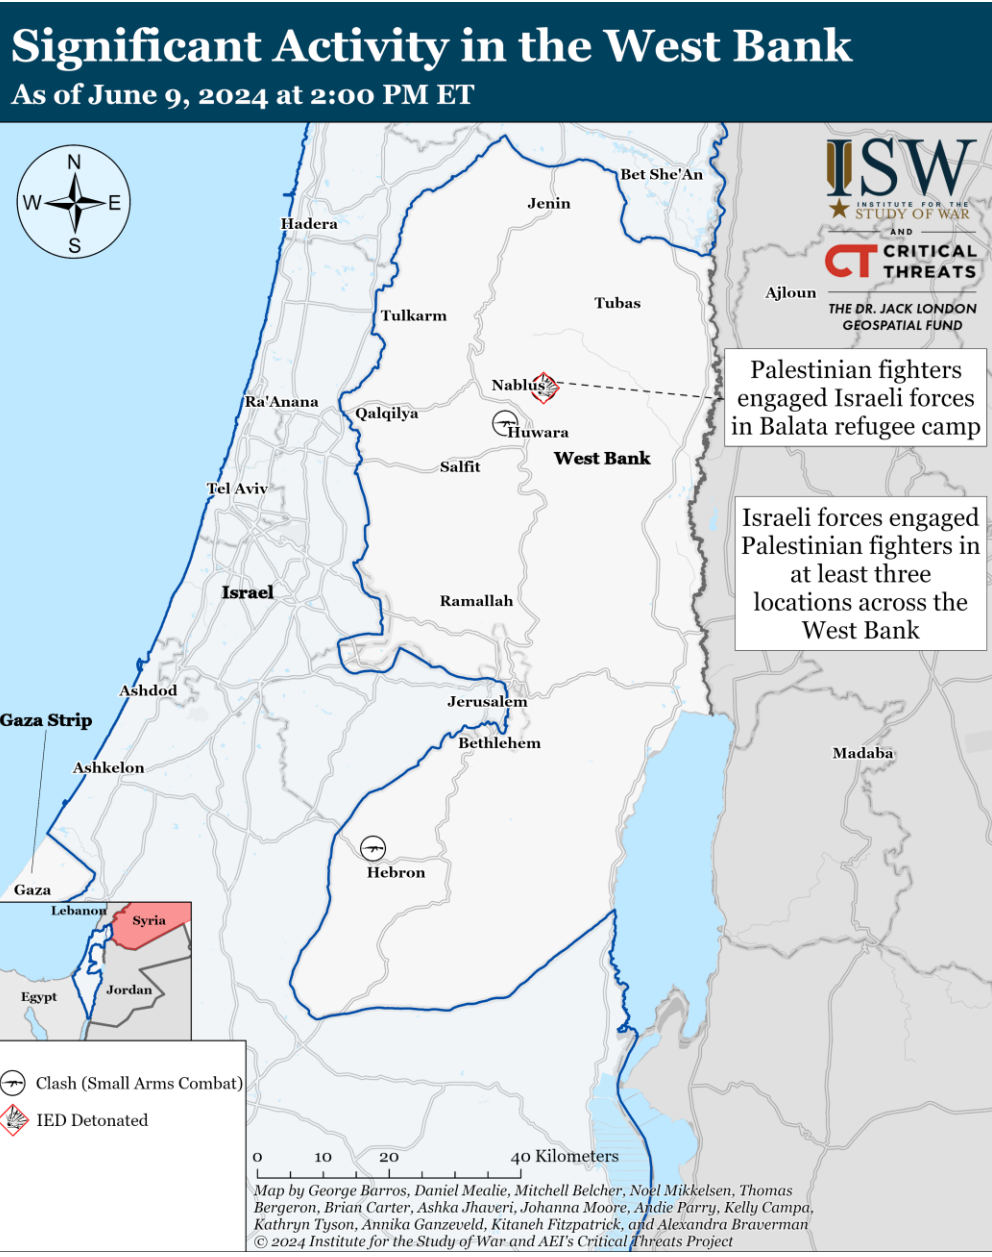 Significant Activity in the West Bank
As of June 9, 2024 at 2:00 PM ET
N
W
E
S
ISW
INSTITUTE FOR THE
STUDY OF WAR
AND
CT CRITICAL
THREATS
THE DR. JACK LONDON
GEOSPATIAL FUND
Bet She'An
Jenin
Hadera
Ajloun
Tubas
Tulkarm
Palestinian fighters
engaged Israeli forces
in Balata refugee camp
Nablus
Ra'Anana
Qalqilya
Huwara
West Bank
Salfit
Tel Aviv
Israeli forces engaged
Palestinian fighters in
at least three
locations across the
West Bank
Israel
Ramallah
Ashdod
Jerusalem
Gaza Strip
Bethlehem
Madaba
Ashkelon
Hebron
Gaza
Lebanon
Syria
Egypt
Jordan
Clash (Small Arms Combat)
IED Detonated
0 10 20 40 Kilometers
Map by George Barros, Daniel Mealie, Mitchell Belcher, Noel Mikkelsen, Thomas
Bergeron, Brian Carter, Ashka Jhaveri, Johanna Moore, Andie Parry, Kelly Campa,
Kathryn Tyson, Annika Ganzeveld, Kitaneh Fitzpatrick, and Alexandra Braverman
© 2024 Institute for the Study of War and AEI's Critical Threats Project